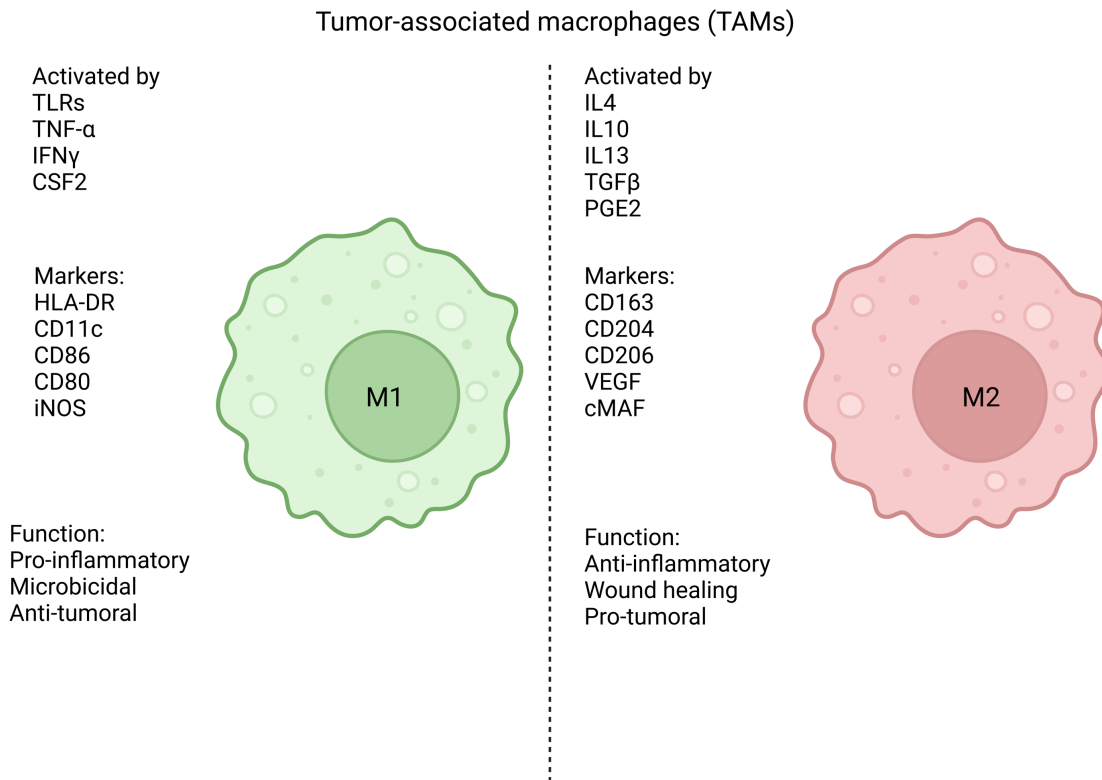 Tumor-associated macrophages (TAMs)
Activated by
TLRs
TNF-α
IFNγ
CSF2
Markers:
HLA-DR
CD11c
CD86
CD80
iNOS
M1
Function:
Pro-inflammatory
Microbicidal
Anti-tumoral
Activated by
IL4
IL10
IL13
TGFβ
PGE2
Markers:
CD163
CD204
CD206
VEGF
cMAF
M2
Function:
Anti-inflammatory
Wound healing
Pro-tumoral